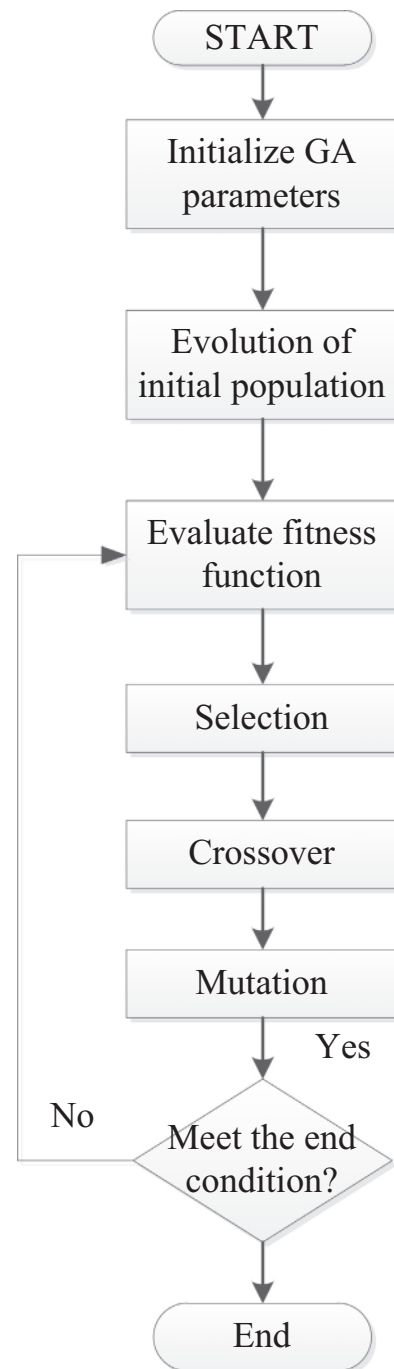 START
Initialize GA
parameters
Evolution of
initial population
Evaluate fitness
function
Selection
Crossover
Mutation
Yes
No
Meet the end
condition?
End